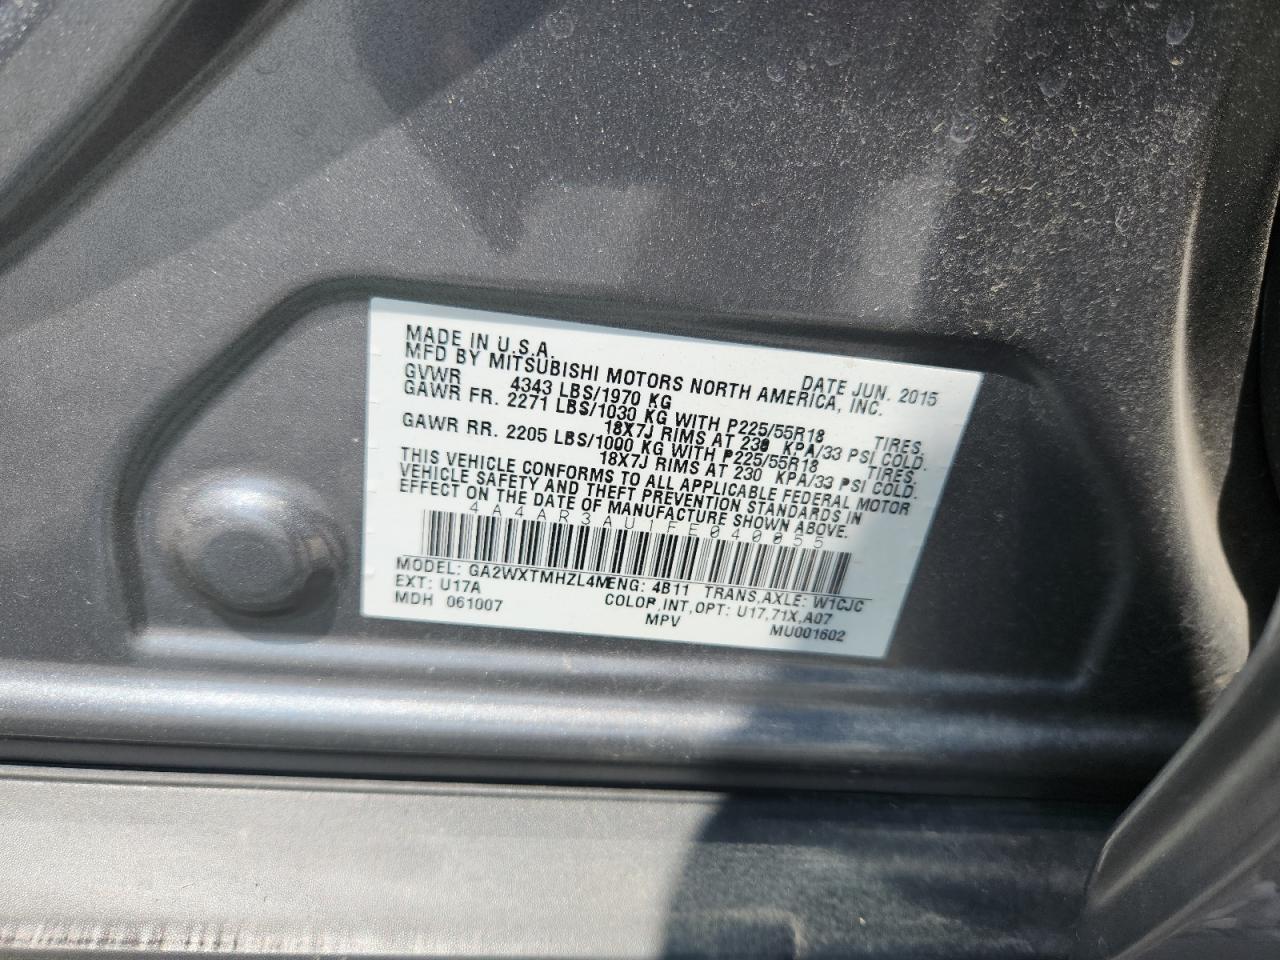 MADE IN U.S.A. DATE JUN. 2015
MFD BY MITSUBISHI MOTORS NORTH AMERICA, INC.
GVWR 4343 LBS/1970 KG
GAWR FR. 2271 LBS/1030 KG WITH P225/55R18 TIRES,
18X7J RIMS AT 230 KPA/33 PSI COLD.
GAWR RR. 2205 LBS/1000 KG WITH P225/55R18 TIRES,
18X7J RIMS AT 230 KPA/33 PSI COLD.
THIS VEHICLE CONFORMS TO ALL APPLICABLE FEDERAL MOTOR
VEHICLE SAFETY AND THEFT PREVENTION STANDARDS IN
EFFECT ON THE DATE OF MANUFACTURE SHOWN ABOVE.
4A4AR3AU1FE040055
MODEL: GA2WXTMHZL4M ENG: 4B11 TRANS,AXLE: W1CJC
EXT: U17A COLOR,INT,OPT: U17,71X,A07
MDH 061007 MPV MU001602